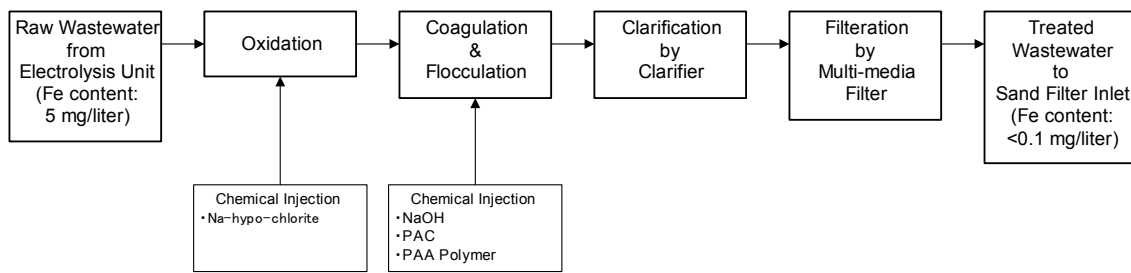 Raw Wastewater
from
Electrolysis Unit
(Fe content:
5 mg/liter)
Oxidation
Coagulation
&
Flocculation
Clarification
by
Clarifier
Filteration
by
Multi-media
Filter
Treated
Wastewater
to
Sand Filter Inlet
(Fe content:
<0.1 mg/liter)
Chemical Injection
・Na-hypo-chlorite
Chemical Injection
・NaOH
・PAC
・PAA Polymer